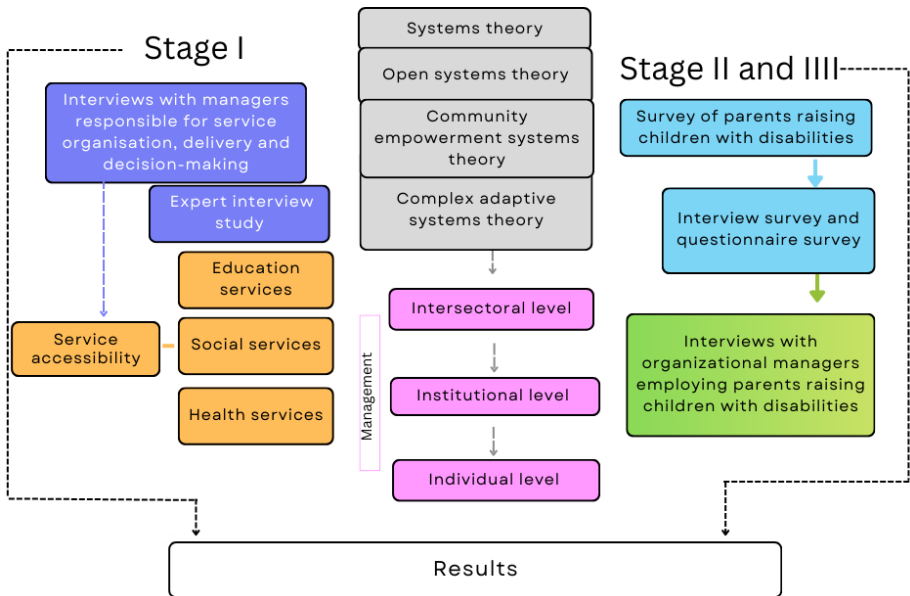 Stage I
Interviews with managers
responsible for service
organisation, delivery and
decision-making
Expert interview
study
Education
services
Service
accessibility
Social services
Health services
Systems theory
Open systems theory
Community
empowerment systems
theory
Complex adaptive
systems theory
Intersectoral level
Management
Institutional level
Individual level
Stage II and IIII
Survey of parents raising
children with disabilities
Interview survey and
questionnaire survey
Interviews with
organizational managers
employing parents raising
children with disabilities
Results